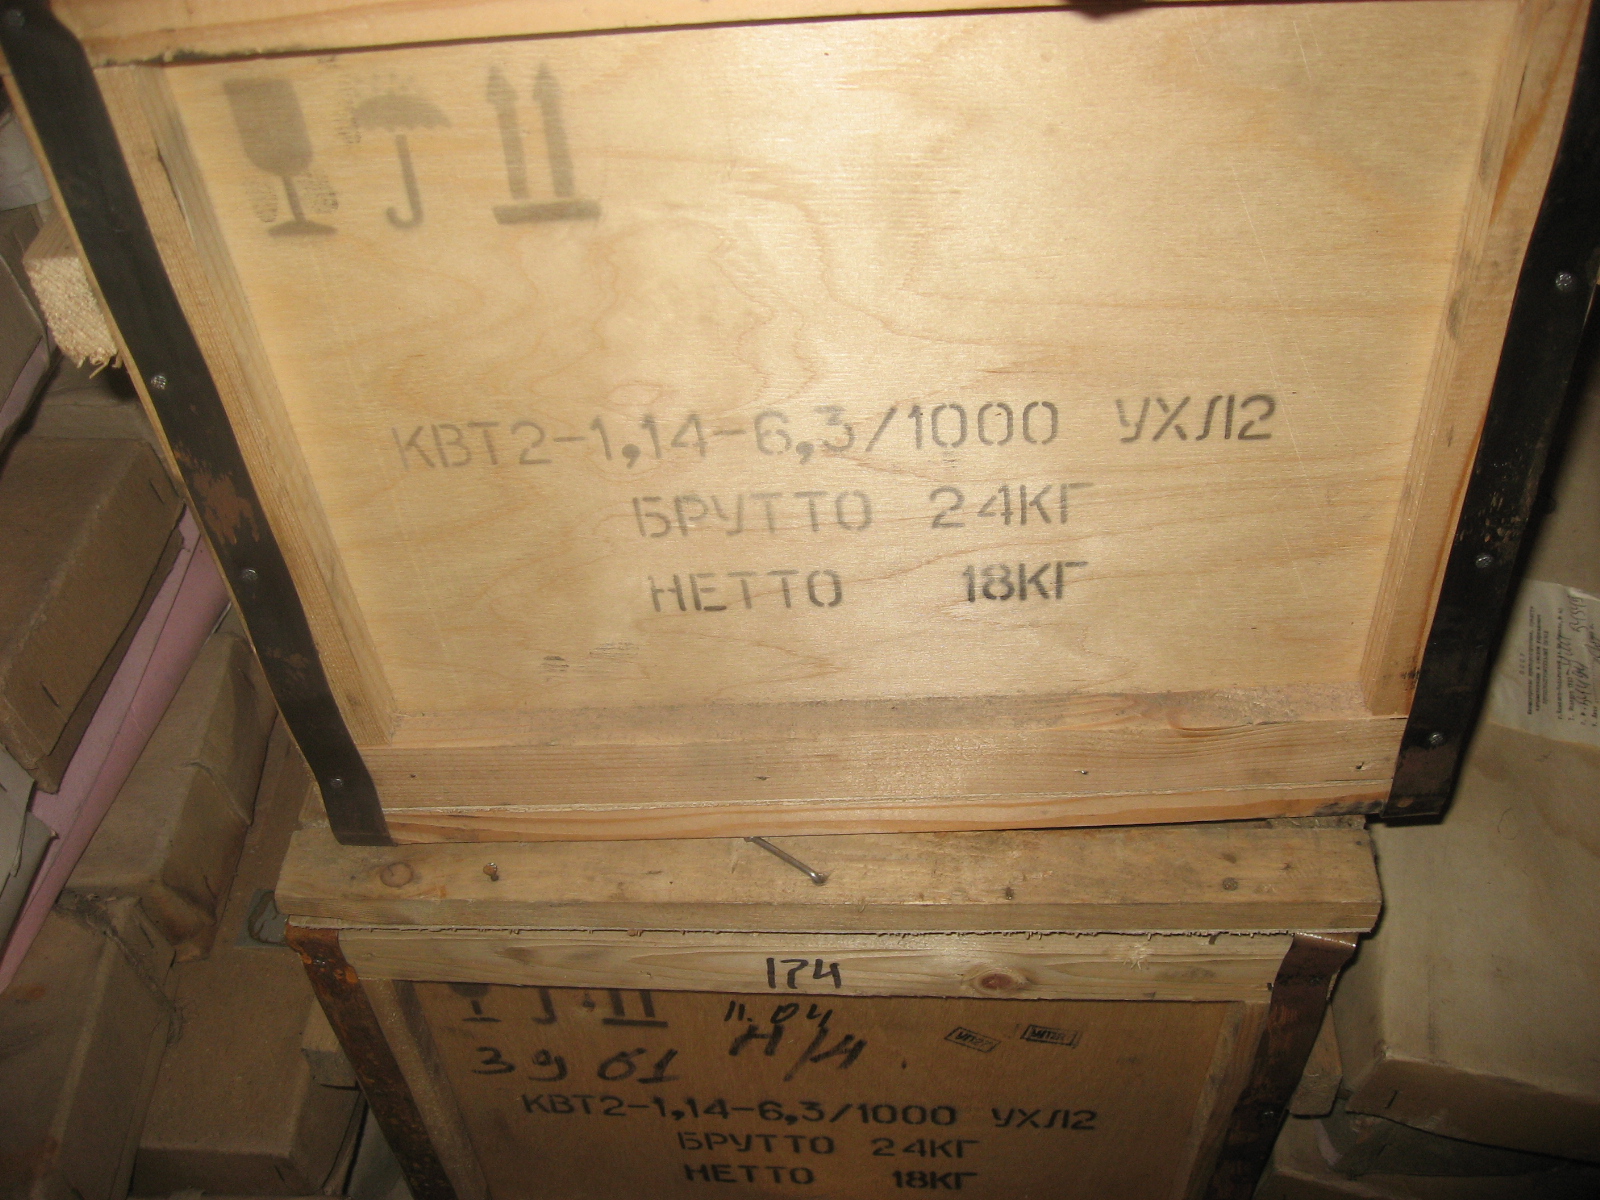 КВТ2-1,14-6,3/1000 УХЛ2
БРУТТО 24КГ
НЕТТО 18КГ
174
11.04
Н/4
39 61
КВТ2-1,14-6,3/1000 УХЛ2
БРУТТО 24КГ
НЕТТО 18КГ